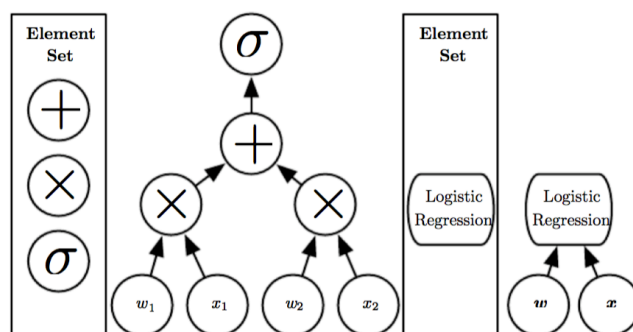 Element
Set
+
×
σ
σ
+
×
×
w₁
x₁
w₂
x₂
Element
Set
Logistic
Regression
Logistic
Regression
w
x